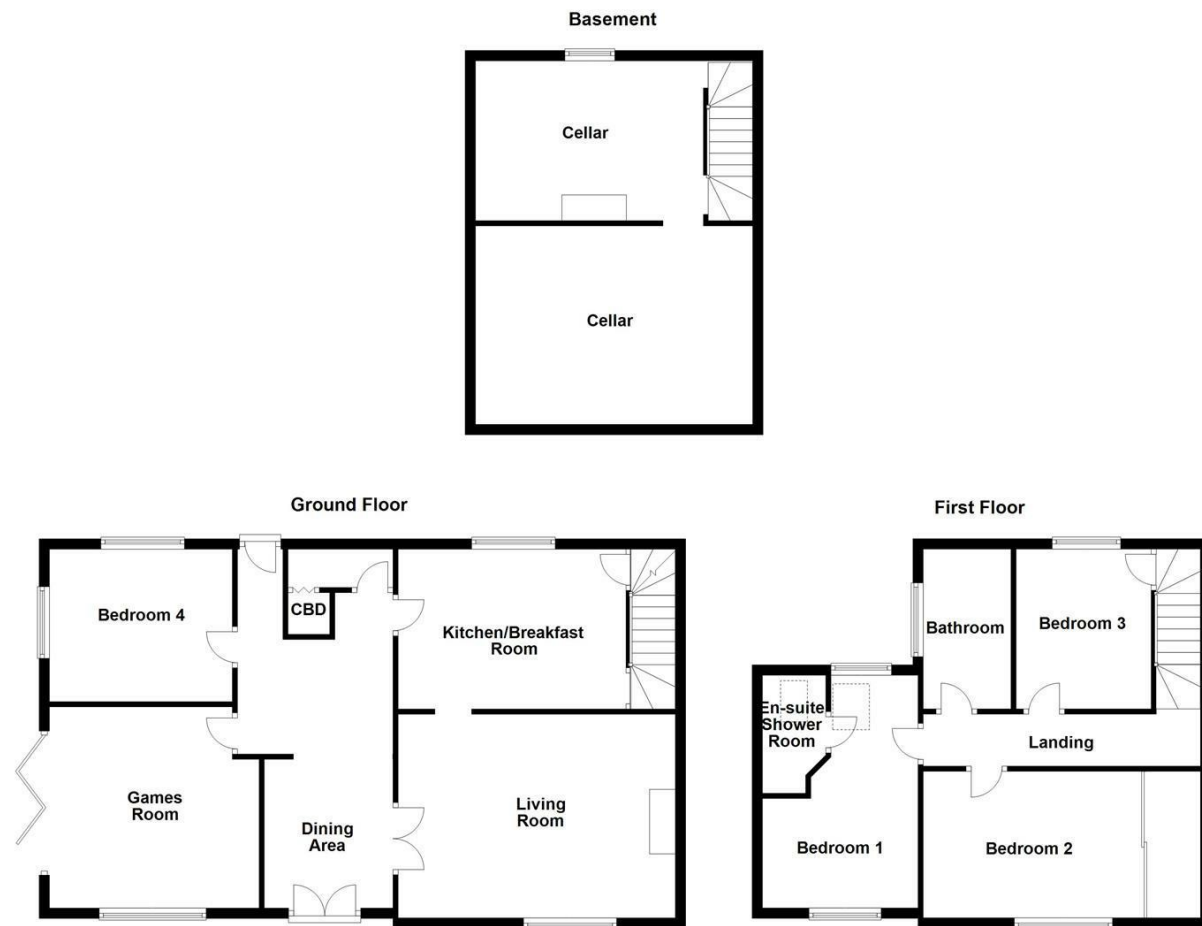 Basement
Cellar
Cellar
Ground Floor
Bedroom 4
CBD
Kitchen/Breakfast
Room
Games
Room
Dining
Area
Living
Room
First Floor
Bathroom
Bedroom 3
En-suite
Shower
Room
Landing
Bedroom 1
Bedroom 2